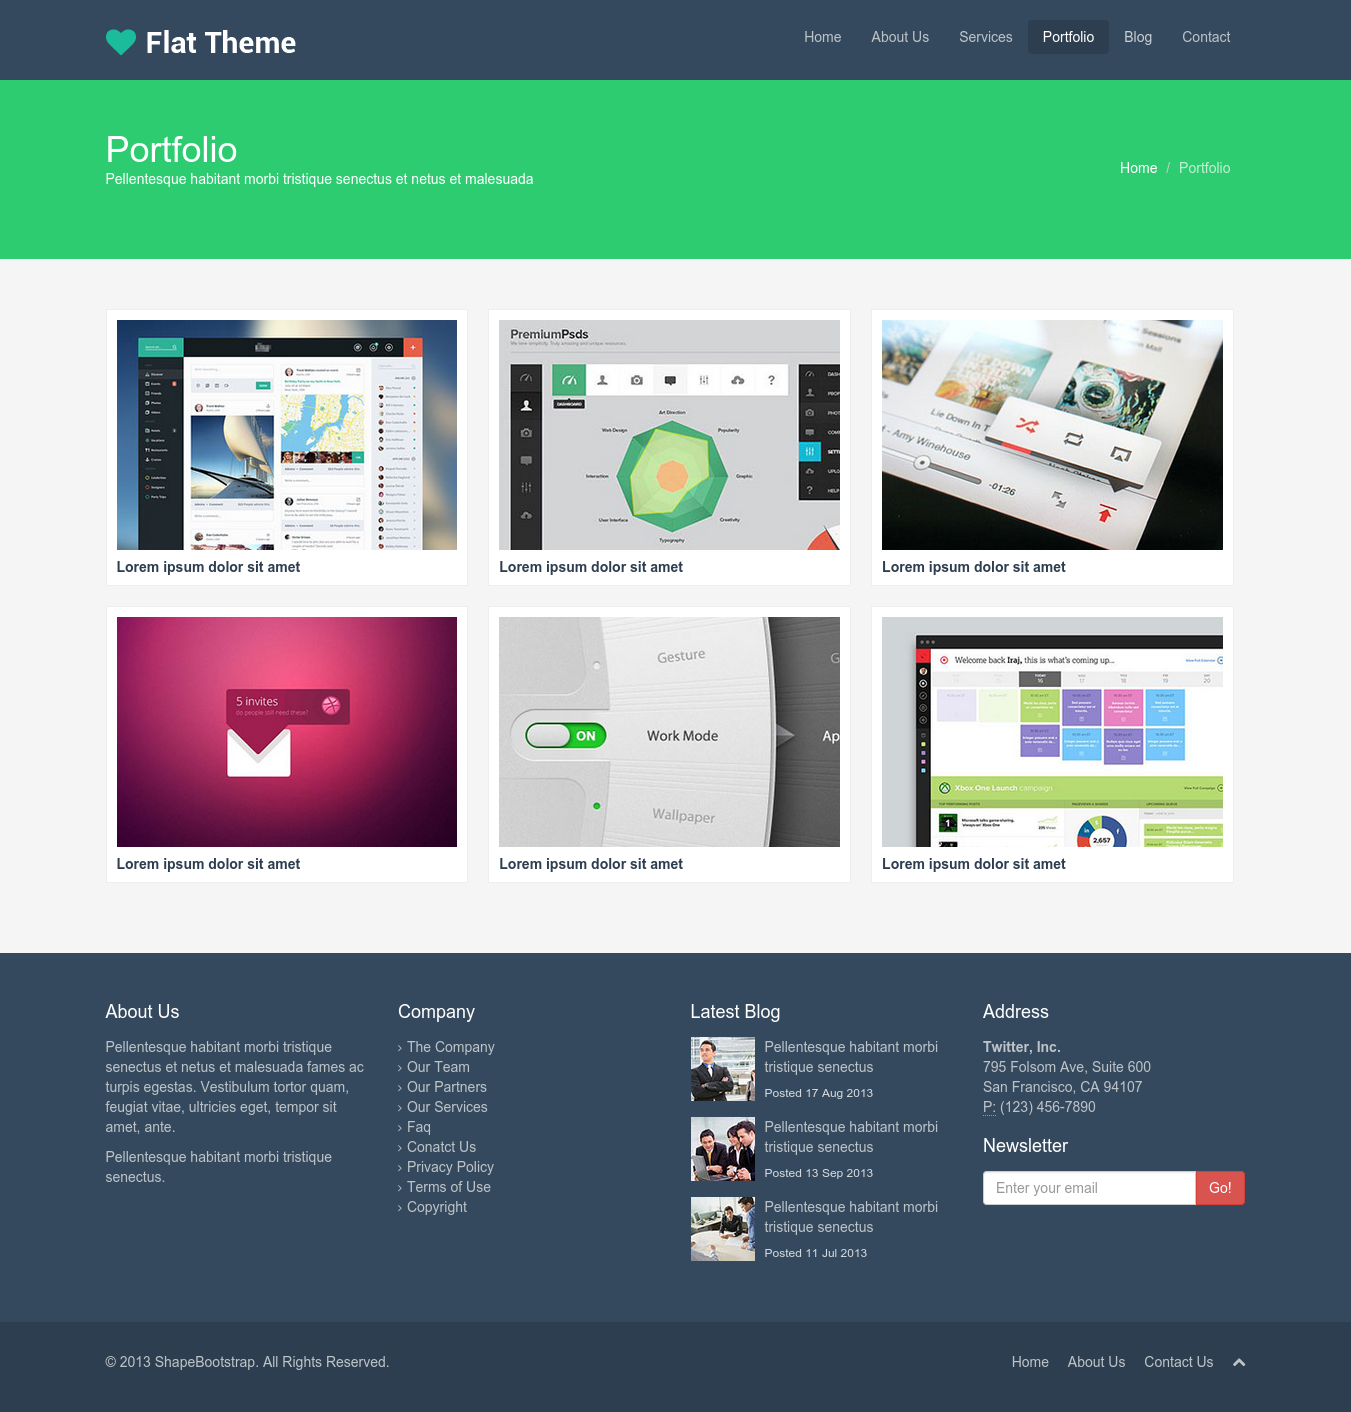 Flat Theme
Home About Us Services Portfolio Blog Contact
Portfolio
Pellentesque habitant morbi tristique senectus et netus et malesuada
Home / Portfolio
PremiumPsds
DASHBOARD
Art Direction
Web Design
Popularity
Interaction
Graphic
User Interface
Creativity
Typography
Lie Down In
Amy Winehouse
-01:26
Lorem ipsum dolor sit amet
Lorem ipsum dolor sit amet
Lorem ipsum dolor sit amet
5 invites
do people still need these?
Gesture
ON
Work Mode
Ap
Wallpaper
Welcome back Iraj, this is what's coming up...
Xbox One Launch campaign
2,657
Lorem ipsum dolor sit amet
Lorem ipsum dolor sit amet
Lorem ipsum dolor sit amet
About Us
Pellentesque habitant morbi tristique
senectus et netus et malesuada fames ac
turpis egestas. Vestibulum tortor quam,
feugiat vitae, ultricies eget, tempor sit
amet, ante.
Pellentesque habitant morbi tristique
senectus.
Company
› The Company
› Our Team
› Our Partners
› Our Services
› Faq
› Conatct Us
› Privacy Policy
› Terms of Use
› Copyright
Latest Blog
Pellentesque habitant morbi
tristique senectus
Posted 17 Aug 2013
Pellentesque habitant morbi
tristique senectus
Posted 13 Sep 2013
Pellentesque habitant morbi
tristique senectus
Posted 11 Jul 2013
Address
Twitter, Inc.
795 Folsom Ave, Suite 600
San Francisco, CA 94107
P: (123) 456-7890
Newsletter
Enter your email Go!
© 2013 ShapeBootstrap. All Rights Reserved.
Home About Us Contact Us